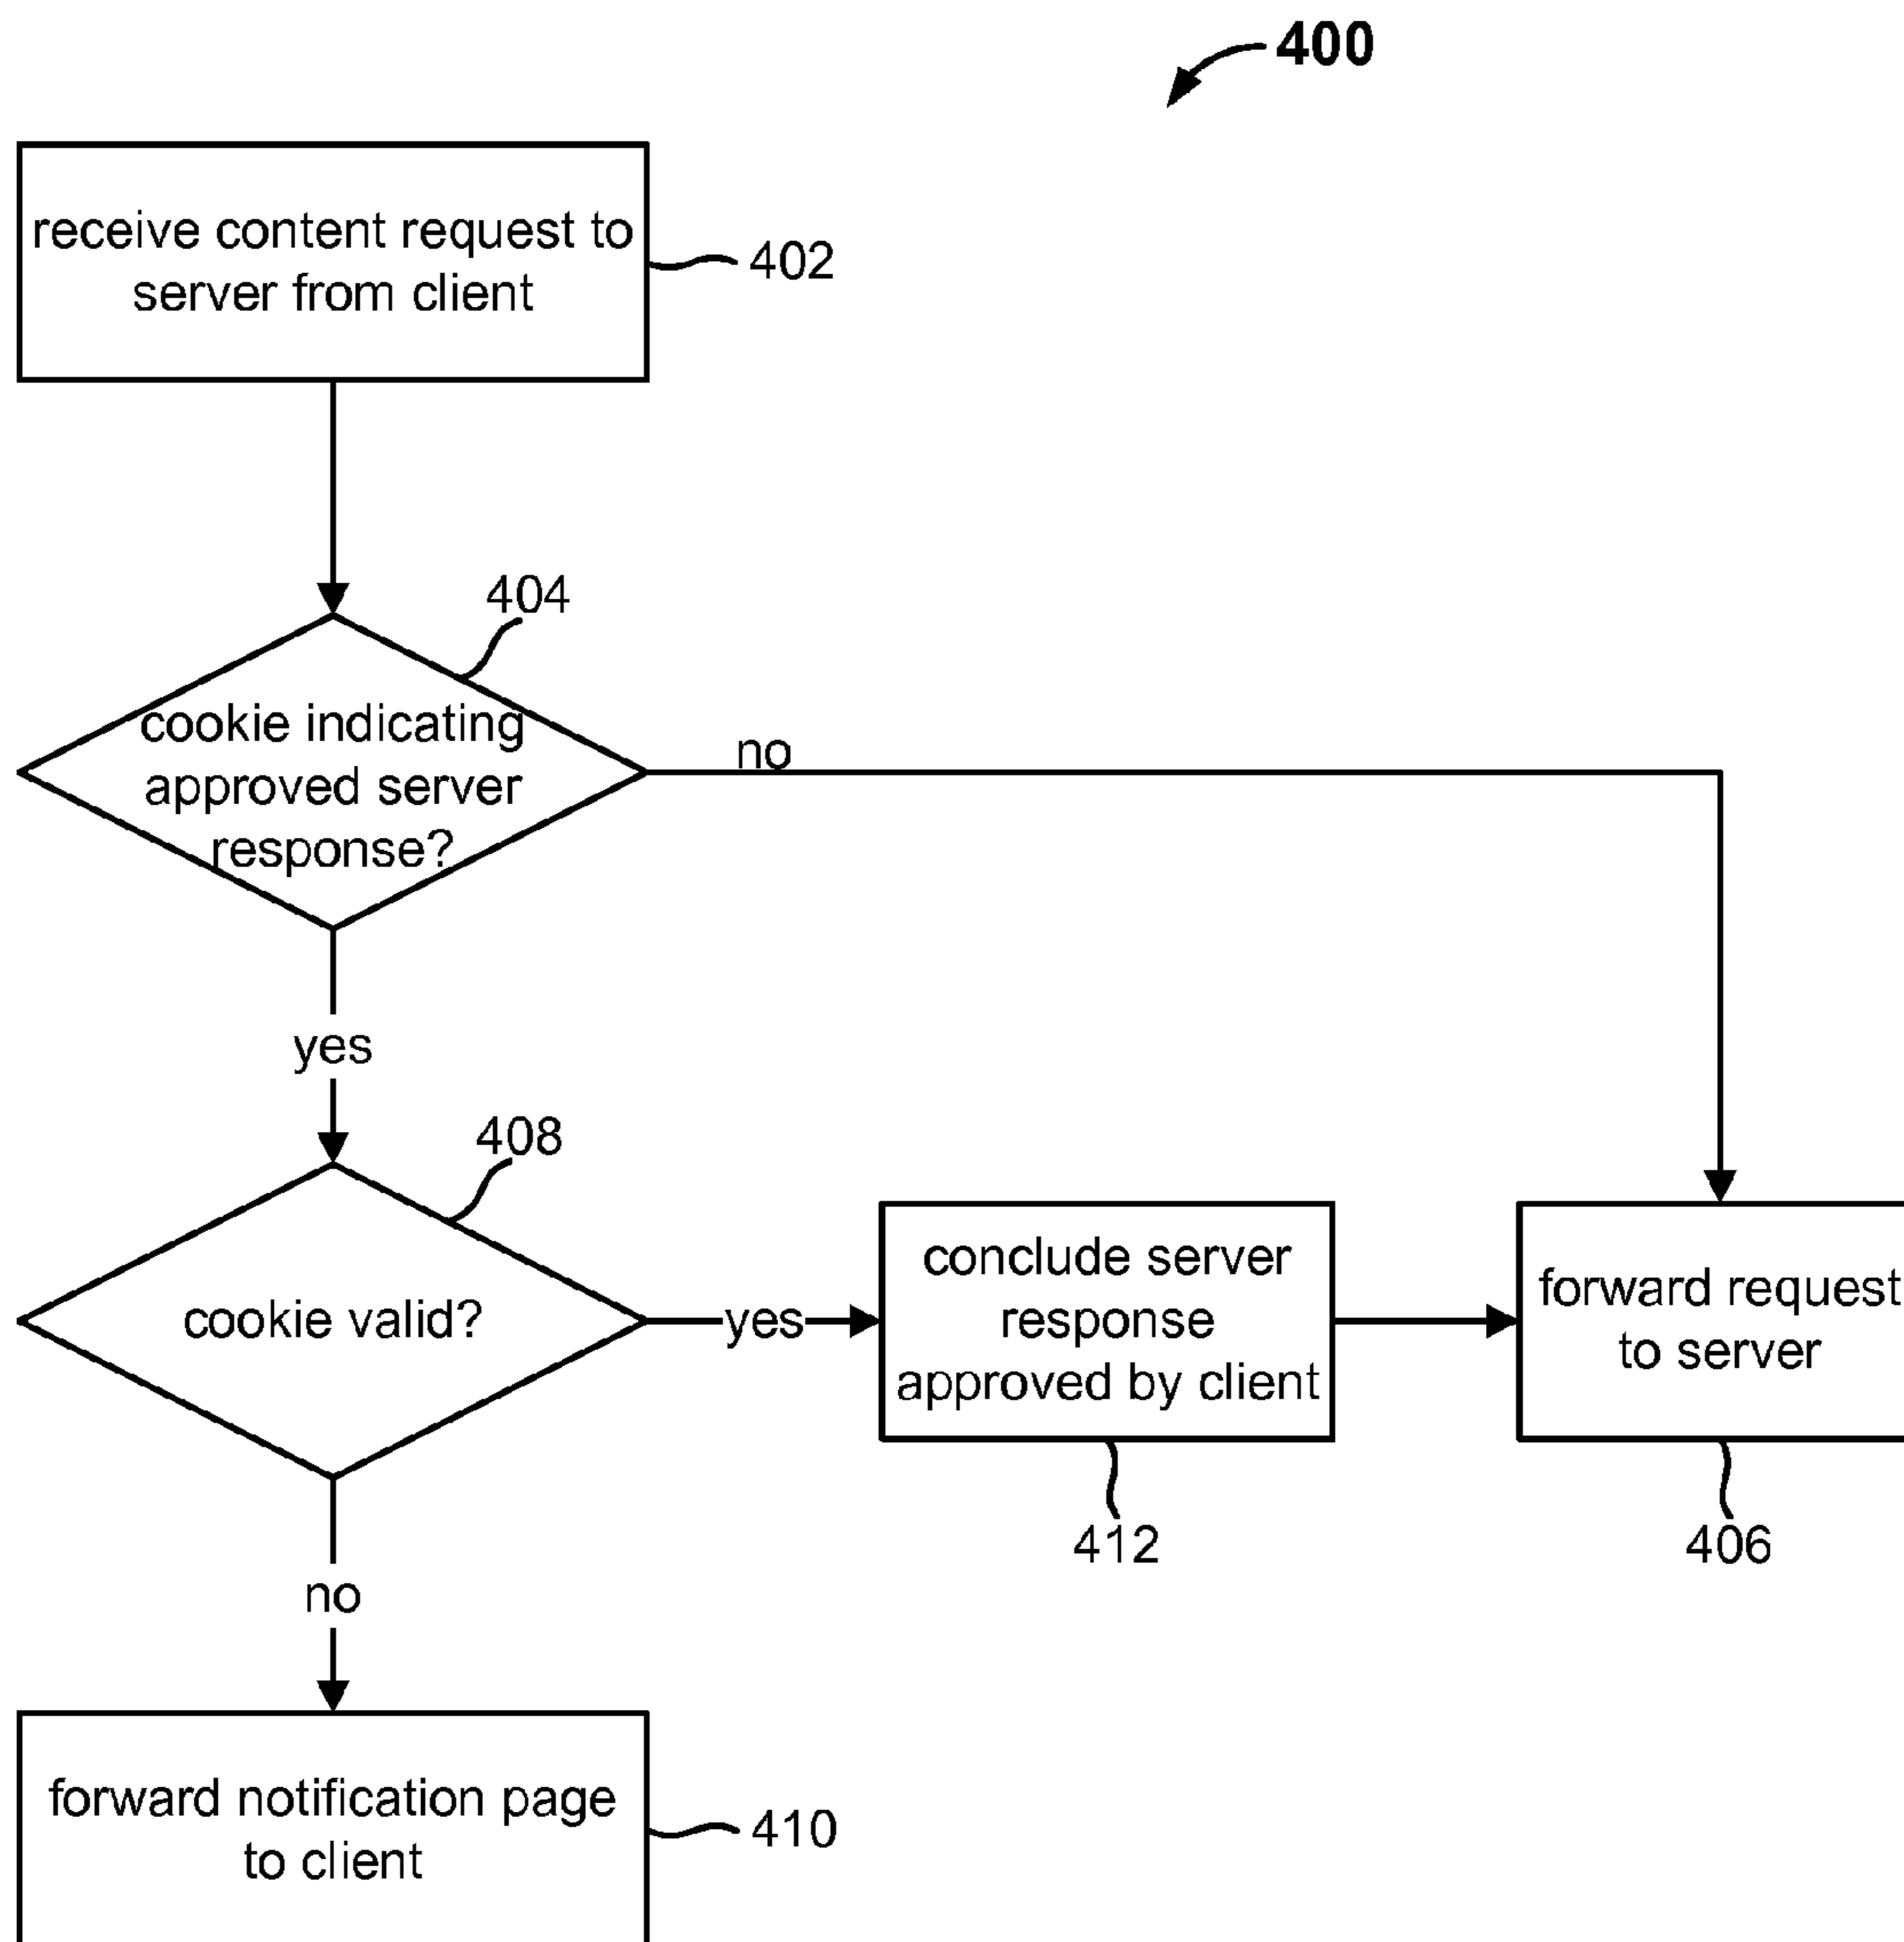 400
receive content request to
server from client
402
404
cookie indicating
approved server
response?
no
yes
408
cookie valid?
yes
conclude server
response
approved by client
forward request
to server
412
406
no
forward notification page
to client
410